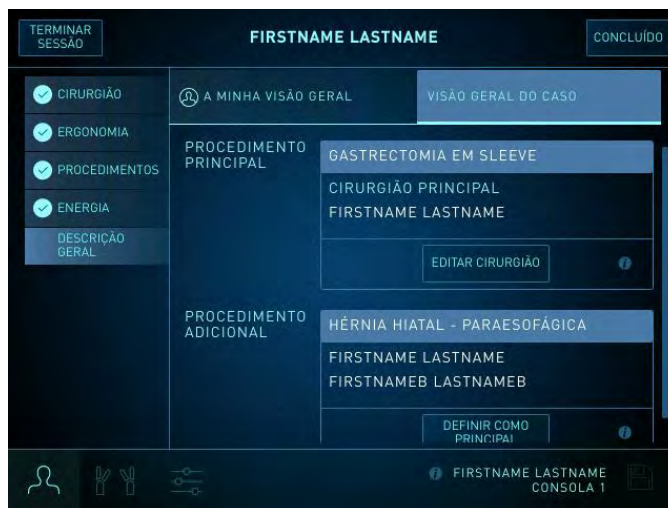 TERMINAR
SESSÃO
FIRSTNAME LASTNAME
CONCLUÍDO
CIRURGIÃO
ERGONOMIA
PROCEDIMENTOS
ENERGIA
DESCRIÇÃO
GERAL
A MINHA VISÃO GERAL
VISÃO GERAL DO CASO
PROCEDIMENTO
PRINCIPAL
GASTRECTOMIA EM SLEEVE
CIRURGIÃO PRINCIPAL
FIRSTNAME LASTNAME
EDITAR CIRURGIÃO
PROCEDIMENTO
ADICIONAL
HÉRNIA HIATAL - PARAESOFÁGICA
FIRSTNAME LASTNAME
FIRSTNAMEB LASTNAMEB
DEFINIR COMO
PRINCIPAL
FIRSTNAME LASTNAME
CONSOLA 1